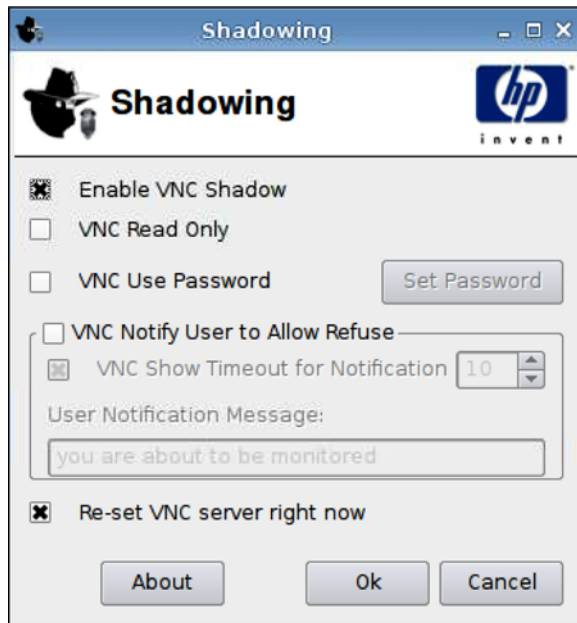 Shadowing
Shadowing
hp
invent
Enable VNC Shadow
VNC Read Only
VNC Use Password
Set Password
VNC Notify User to Allow Refuse
VNC Show Timeout for Notification
10
User Notification Message:
you are about to be monitored
Re-set VNC server right now
About
Ok
Cancel